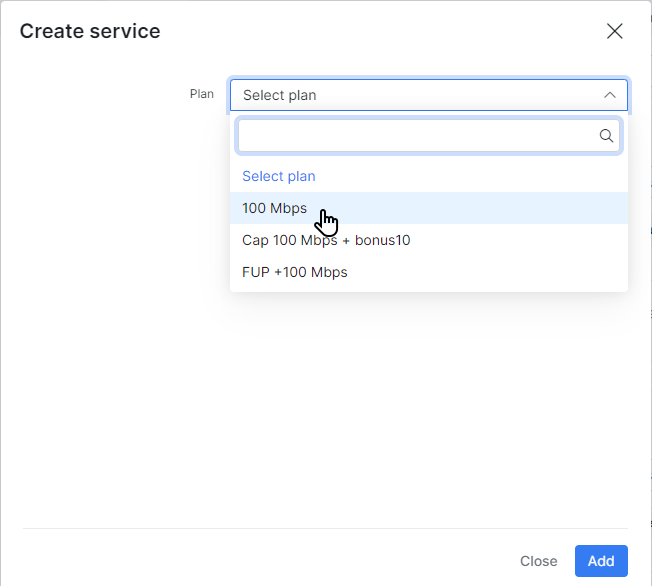 Create service
Plan
Select plan
Select plan
100 Mbps
Cap 100 Mbps + bonus10
FUP +100 Mbps
Close
Add